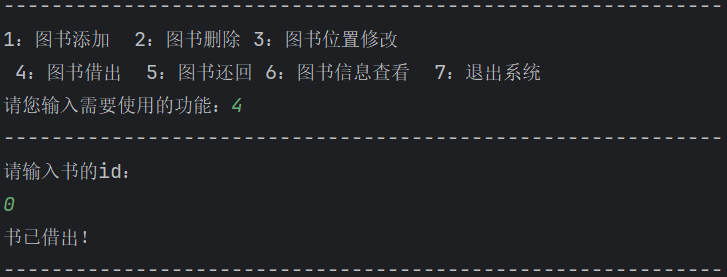 ------------------------------------------------------------
1：图书添加  2：图书删除 3：图书位置修改
 4：图书借出  5：图书还回 6：图书信息查看  7：退出系统
请您输入需要使用的功能：4
------------------------------------------------------------
请输入书的id：
0
书已借出！
------------------------------------------------------------